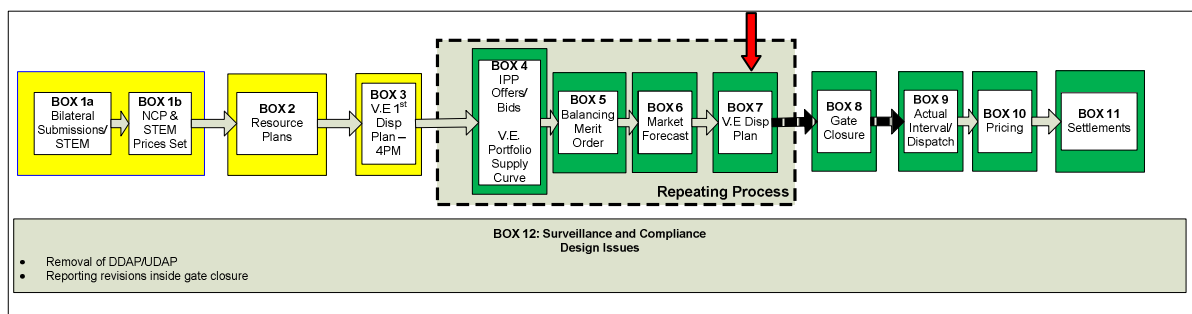 BOX 1a
Bilateral
Submissions/
STEM
BOX 1b
NCP &
STEM
Prices Set
BOX 2
Resource
Plans
BOX 3
V.E 1st
Disp
Plan –
4PM
BOX 4
IPP
Offers/
Bids
V.E.
Portfolio
Supply
Curve
BOX 5
Balancing
Merit
Order
BOX 6
Market
Forecast
BOX 7
V.E Disp
Plan
Repeating Process
BOX 8
Gate
Closure
BOX 9
Actual
Interval/
Dispatch
BOX 10
Pricing
BOX 11
Settlements
BOX 12: Surveillance and Compliance
Design Issues
• Removal of DDAP/UDAP
• Reporting revisions inside gate closure